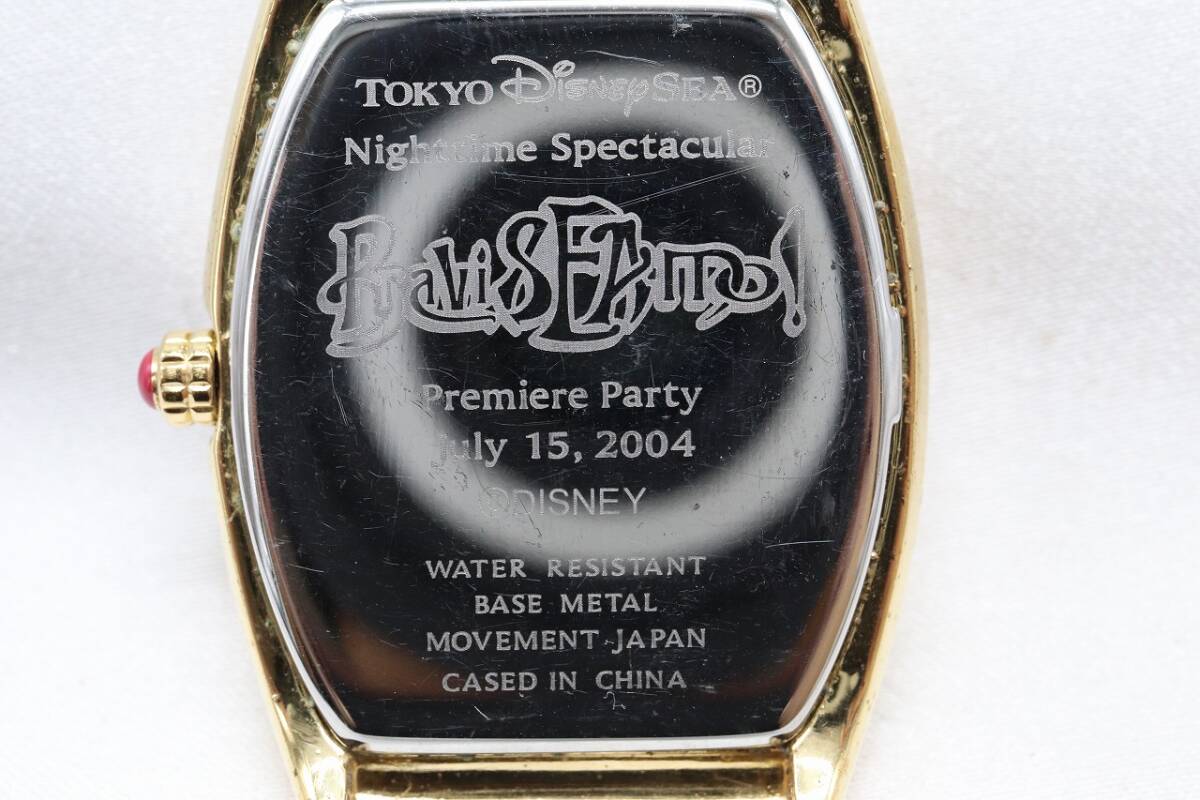 TOKYO DISNEYSEA®
Nighttime Spectacular
BraviSEAmo!
Premiere Party
July 15, 2004
©DISNEY
WATER RESISTANT
BASE METAL
MOVEMENT JAPAN
CASED IN CHINA